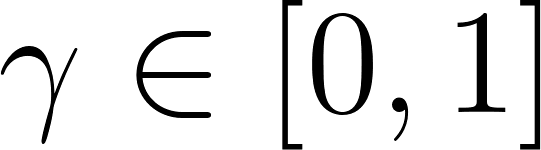 γ ∈ [0, 1]